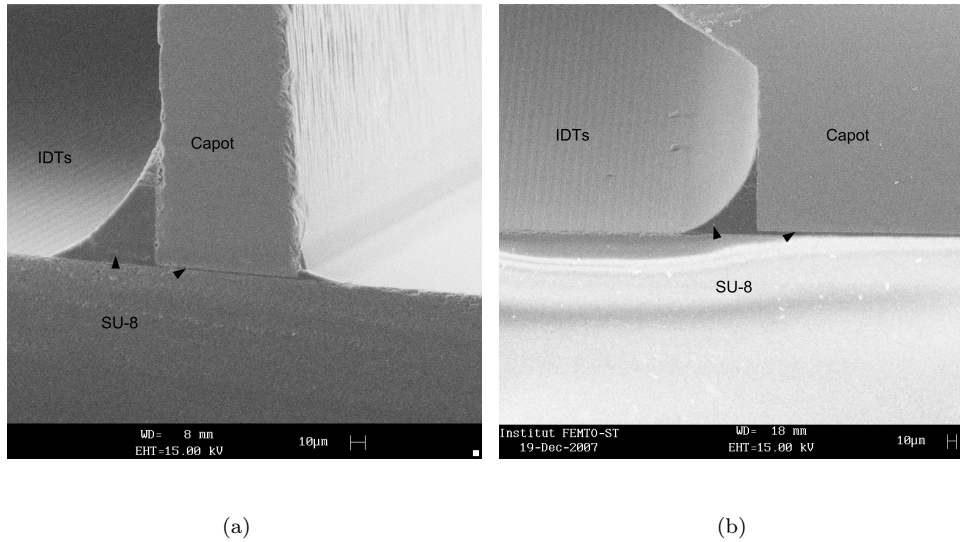 IDTs
Capot
SU-8
WD= 8 mm
EHT=15.00 kV
10µm
IDTs
Capot
SU-8
Institut FEMTO-ST
19-Dec-2007
WD= 18 mm
EHT=15.00 kV
10µm
(a)
(b)